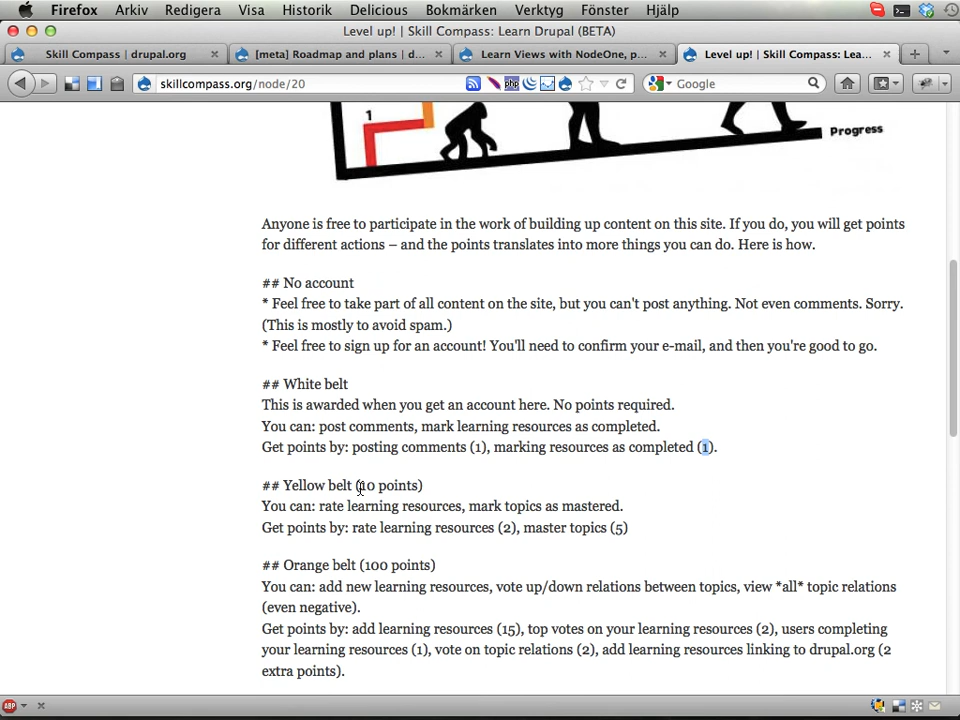 Firefox Arkiv Redigera Visa Historik Delicious Bokmärken Verktyg Fönster Hjälp
Level up! | Skill Compass: Learn Drupal (BETA)
Skill Compass | drupal.org
[meta] Roadmap and plans | d...
Learn Views with NodeOne, p...
Level up! | Skill Compass: Lea...
skillcompass.org/node/20
php
Google
1
Progress
Anyone is free to participate in the work of building up content on this site. If you do, you will get points
for different actions – and the points translates into more things you can do. Here is how.
## No account
* Feel free to take part of all content on the site, but you can't post anything. Not even comments. Sorry.
(This is mostly to avoid spam.)
* Feel free to sign up for an account! You'll need to confirm your e-mail, and then you're good to go.
## White belt
This is awarded when you get an account here. No points required.
You can: post comments, mark learning resources as completed.
Get points by: posting comments (1), marking resources as completed (1).
## Yellow belt (10 points)
You can: rate learning resources, mark topics as mastered.
Get points by: rate learning resources (2), master topics (5)
## Orange belt (100 points)
You can: add new learning resources, vote up/down relations between topics, view *all* topic relations
(even negative).
Get points by: add learning resources (15), top votes on your learning resources (2), users completing
your learning resources (1), vote on topic relations (2), add learning resources linking to drupal.org (2
extra points).
ABP